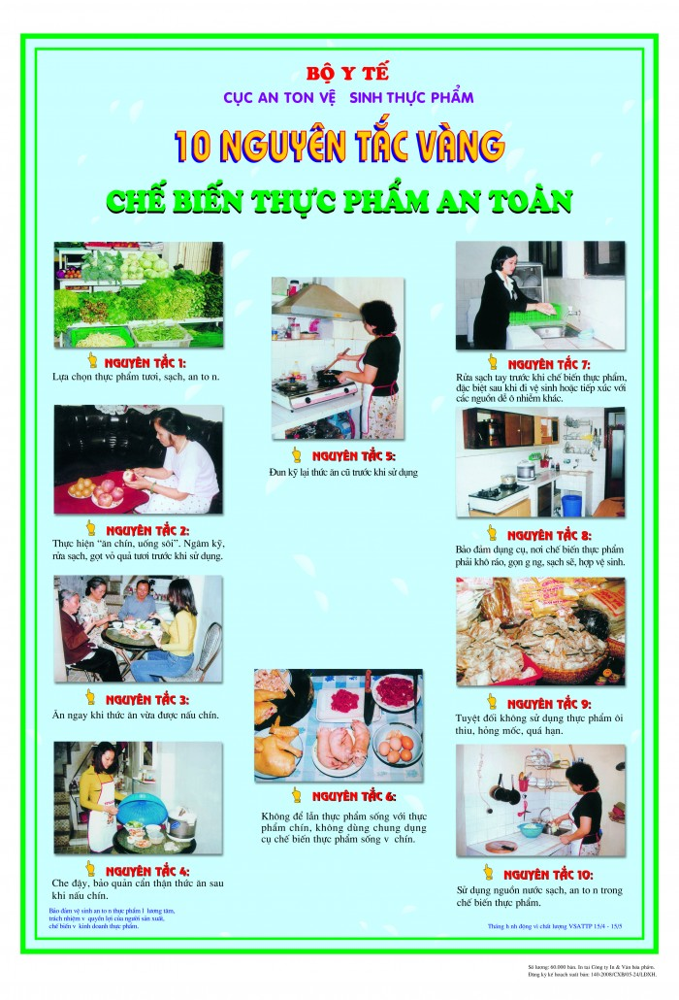 BỘ Y TẾ
CỤC AN TON VỆ SINH THỰC PHẨM
10 NGUYÊN TẮC VÀNG
CHẾ BIẾN THỰC PHẨM AN TOÀN
NGUYÊN TẮC 1:
Lựa chọn thực phẩm tươi, sạch, an to n.
NGUYÊN TẮC 2:
Thực hiện “ăn chín, uống sôi”. Ngâm kỹ,
rửa sạch, gọt vỏ quả tươi trước khi sử dụng.
NGUYÊN TẮC 3:
Ăn ngay khi thức ăn vừa được nấu chín.
NGUYÊN TẮC 4:
Che đậy, bảo quản cẩn thận thức ăn sau
khi nấu chín.
NGUYÊN TẮC 5:
Đun kỹ lại thức ăn cũ trước khi sử dụng
NGUYÊN TẮC 6:
Không để lẫn thực phẩm sống với thực
phẩm chín, không dùng chung dụng
cụ chế biến thực phẩm sống v chín.
NGUYÊN TẮC 7:
Rửa sạch tay trước khi chế biến thực phẩm,
đặc biệt sau khi đi vệ sinh hoặc tiếp xúc với
các nguồn dễ ô nhiễm khác.
NGUYÊN TẮC 8:
Bảo đảm dụng cụ, nơi chế biến thực phẩm
phải khô ráo, gọn g ng, sạch sẽ, hợp vệ sinh.
NGUYÊN TẮC 9:
Tuyệt đối không sử dụng thực phẩm ôi
thiu, hỏng mốc, quá hạn.
NGUYÊN TẮC 10:
Sử dụng nguồn nước sạch, an to n trong
chế biến thực phẩm.
Bảo đảm vệ sinh an to n thực phẩm l lương tâm,
trách nhiệm v quyền lợi của người sản xuất,
chế biến v kinh doanh thực phẩm.
Tháng h nh động vì chất lượng VSATTP 15/4 - 15/5
Số lượng: 60.000 bản. In tại Công ty In & Văn hóa phẩm.
Đăng ký kế hoạch xuất bản: 140-2008/CXB/05-24/LDXH.